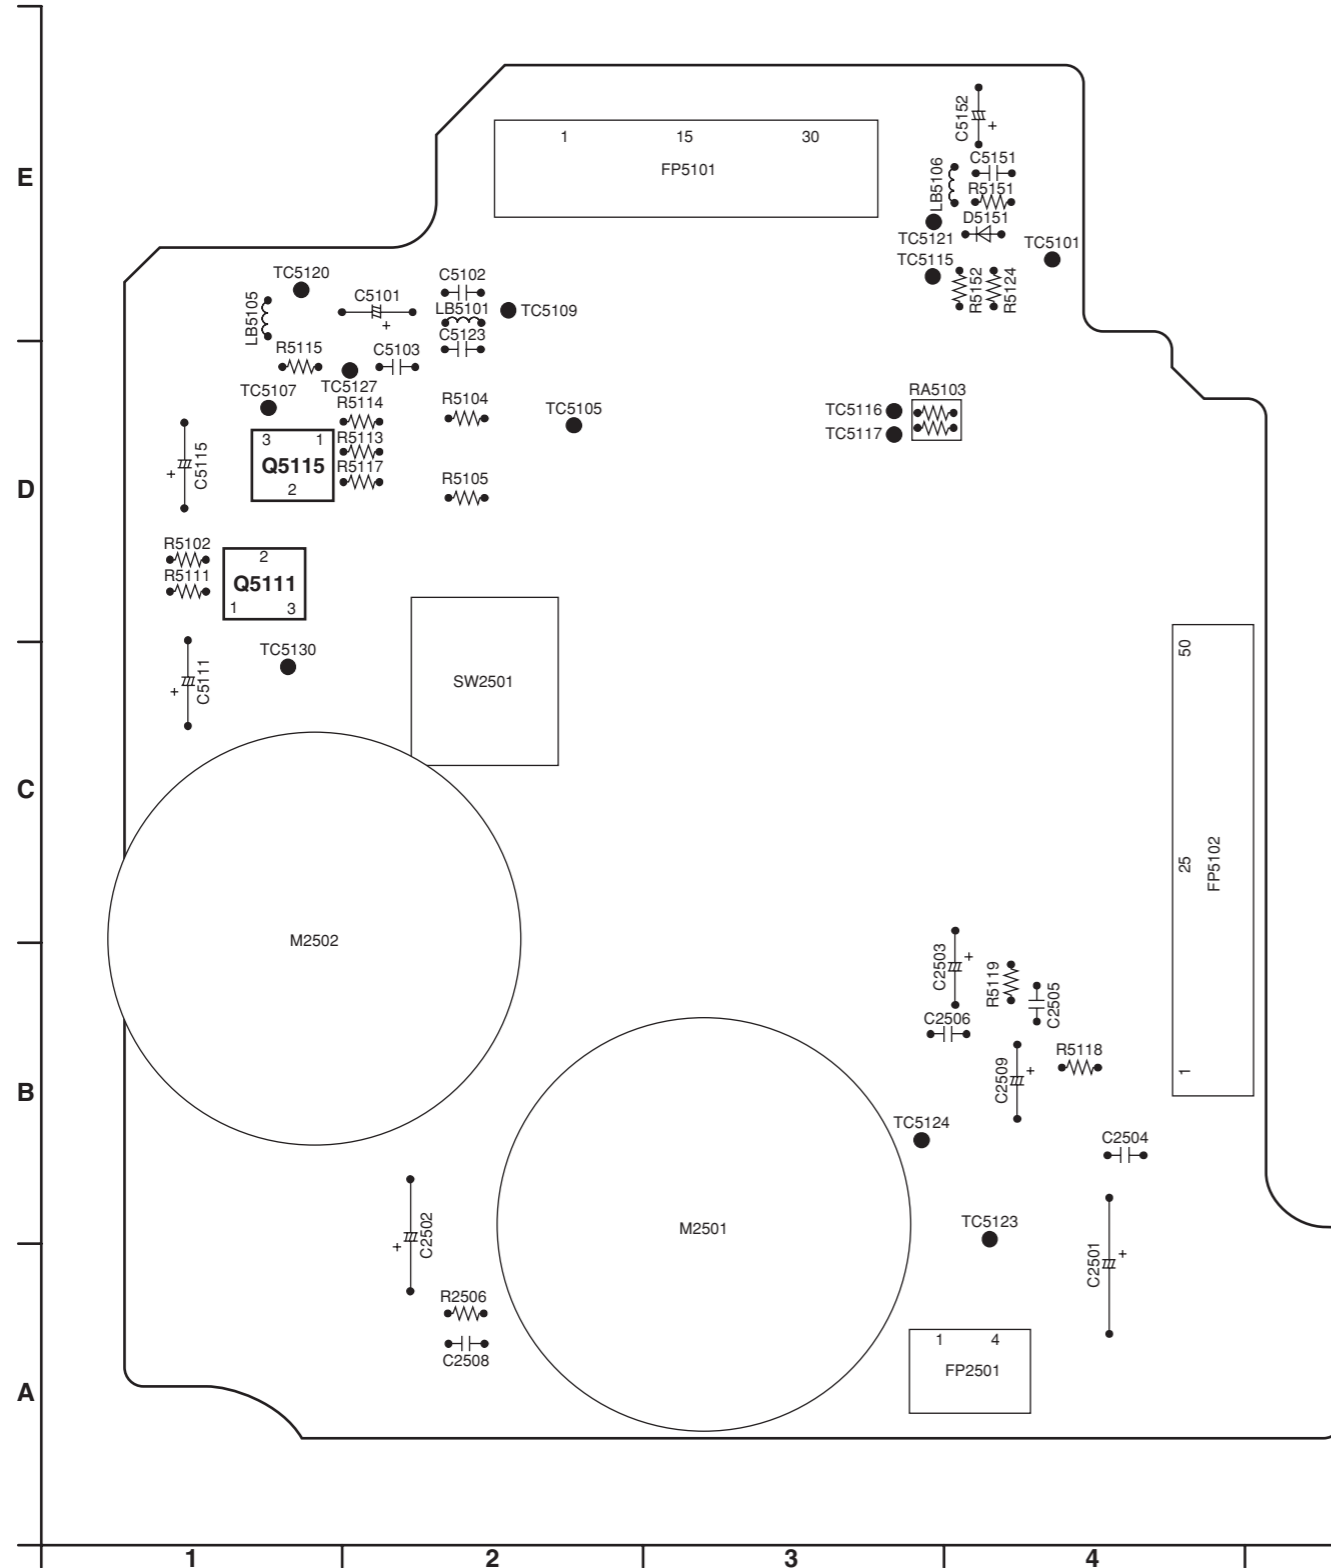 C5152
1 15 30
FP5101
E
C5151
LB5106
R5151
D5151
TC5121
TC5101
TC5115
R5152
R5124
TC5120
C5102
C5101
LB5105
LB5101
TC5109
C5123
R5115
C5103
TC5127
TC5107
R5114
R5104
TC5105
RA5103
TC5116
TC5117
3 1
R5113
Q5115
R5117
C5115
2
R5105
D
R5102
R5111
2
Q5111
1 3
TC5130
C5111
SW2501
50
C
25
FP5102
M2502
C2503
R5119
C2505
C2506
C2509
R5118
1
B
TC5124
C2504
C2502
M2501
TC5123
C2501
R2506
C2508
1 4
FP2501
A
1 2 3 4
+
+
+
+
+
+
+
+